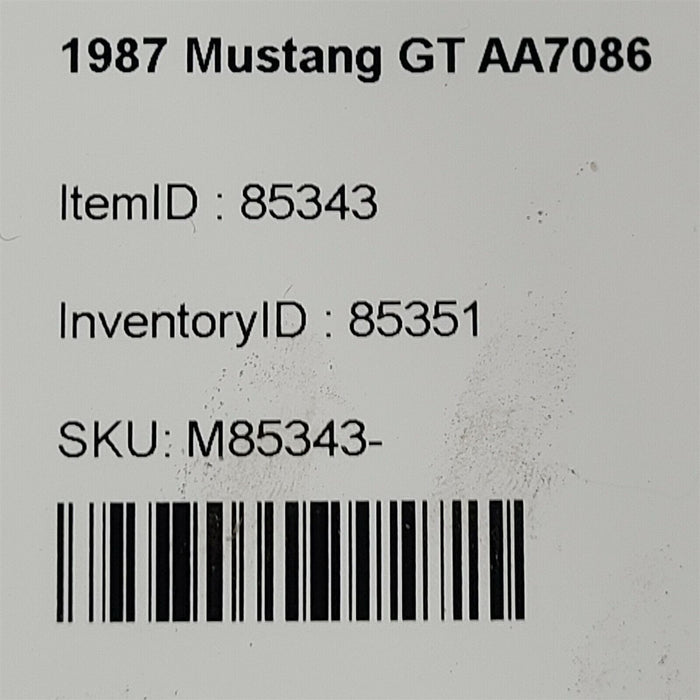 1987 Mustang GT AA7086
ItemID : 85343
InventoryID : 85351
SKU: M85343-